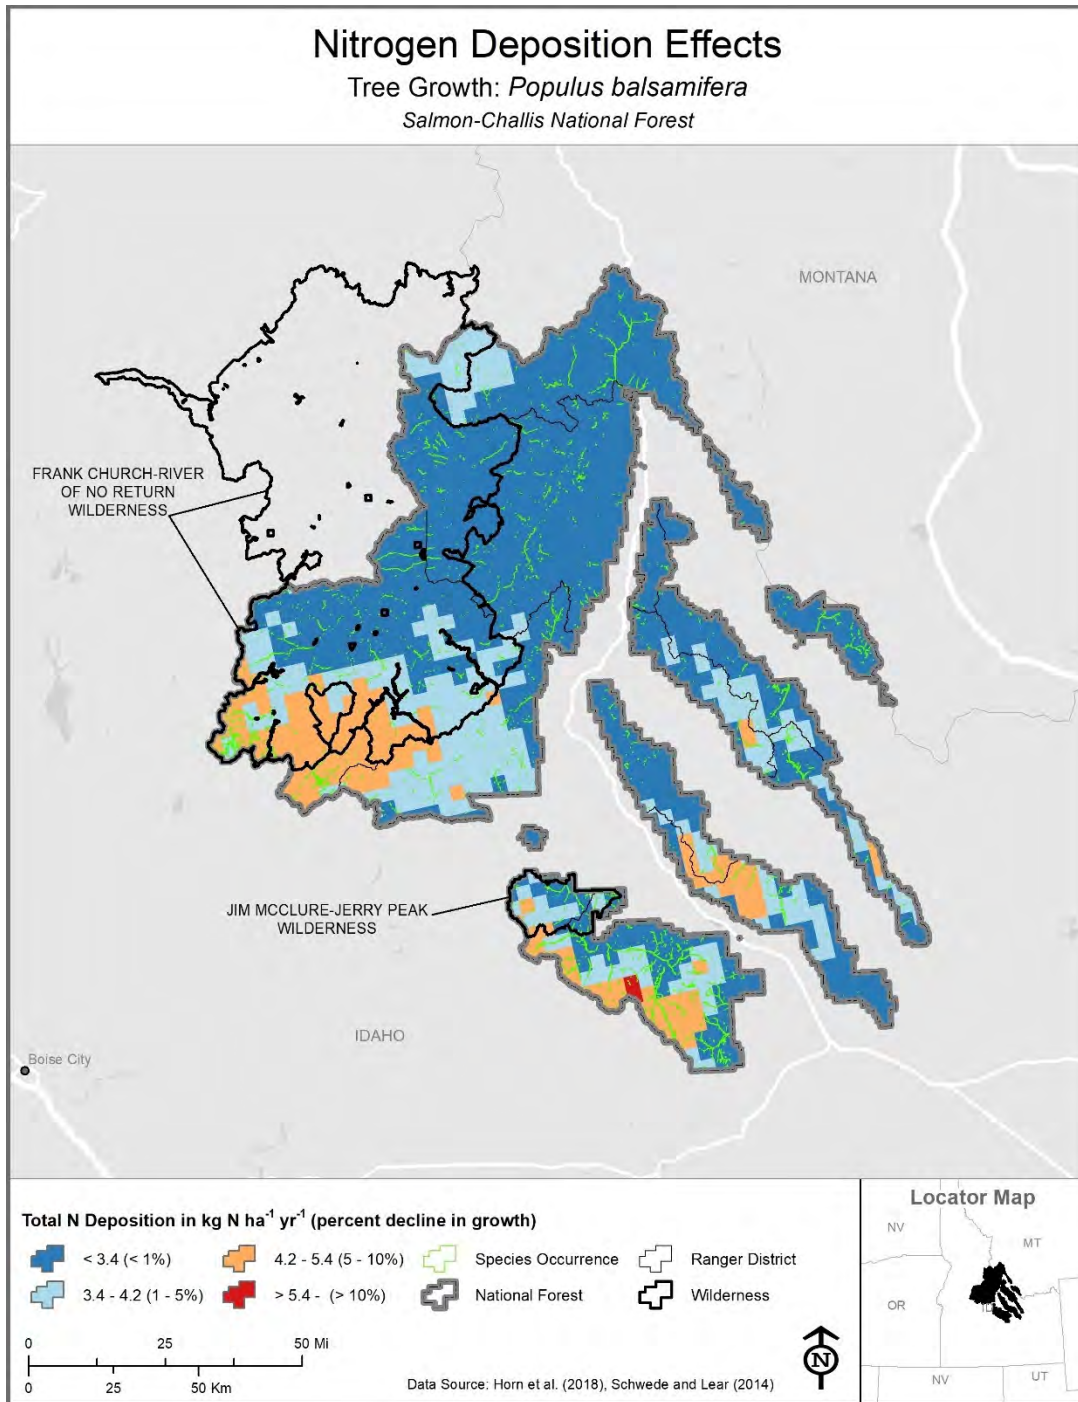 Nitrogen Deposition Effects
Tree Growth: Populus balsamifera
Salmon-Challis National Forest
MONTANA
FRANK CHURCH-RIVER
OF NO RETURN
WILDERNESS
JIM MCCLURE-JERRY PEAK
WILDERNESS
IDAHO
Boise City
Total N Deposition in kg N ha⁻¹ yr⁻¹ (percent decline in growth)
< 3.4 (< 1%)
4.2 - 5.4 (5 - 10%)
Species Occurrence
Ranger District
3.4 - 4.2 (1 - 5%)
> 5.4 - (> 10%)
National Forest
Wilderness
0 25 50 Mi
0 25 50 Km
Data Source: Horn et al. (2018), Schwede and Lear (2014)
N
Locator Map
NV
MT
OR
ID
NV
UT